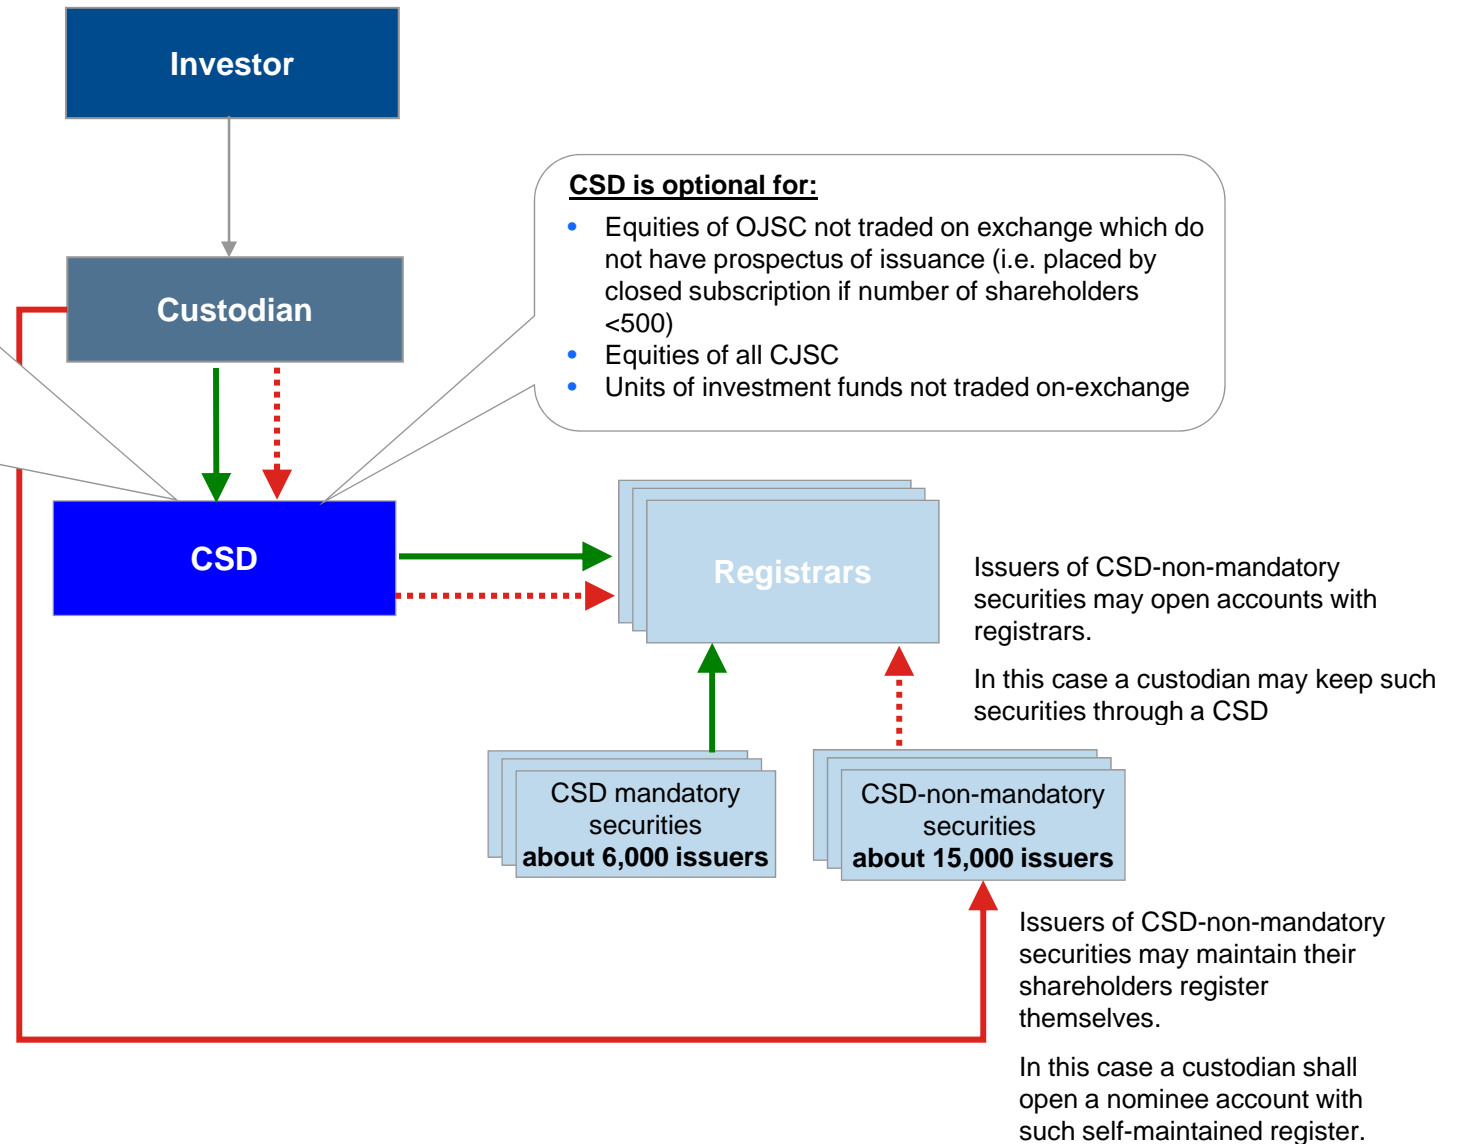 Investor
CSD is optional for:
• Equities of OJSC not traded on exchange which do
not have prospectus of issuance (i.e. placed by
closed subscription if number of shareholders
<500)
• Equities of all CJSC
• Units of investment funds not traded on-exchange
Custodian
CSD
Registrars
Issuers of CSD-non-mandatory
securities may open accounts with
registrars.
In this case a custodian may keep such
securities through a CSD
CSD mandatory
securities
about 6,000 issuers
CSD-non-mandatory
securities
about 15,000 issuers
Issuers of CSD-non-mandatory
securities may maintain their
shareholders register
themselves.
In this case a custodian shall
open a nominee account with
such self-maintained register.